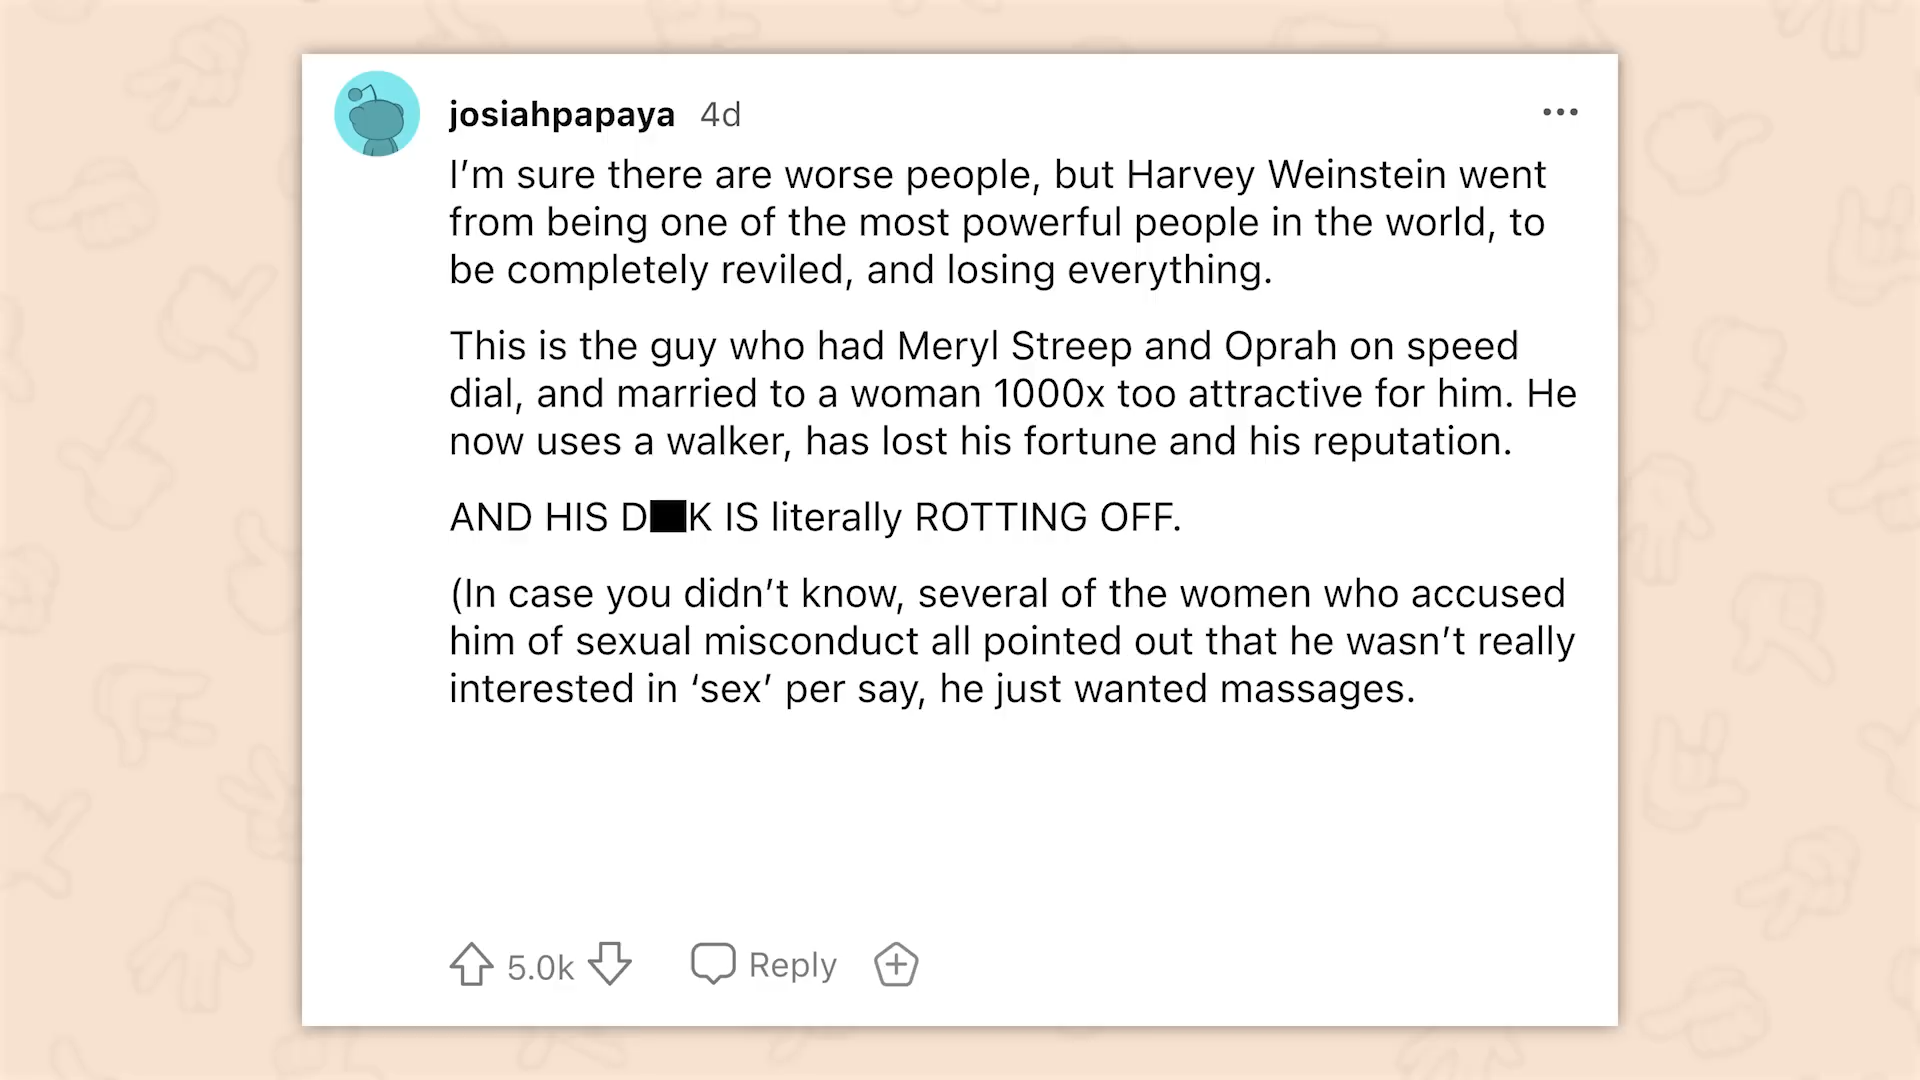 josiahpapaya 4d
I’m sure there are worse people, but Harvey Weinstein went
from being one of the most powerful people in the world, to
be completely reviled, and losing everything.
This is the guy who had Meryl Streep and Oprah on speed
dial, and married to a woman 1000x too attractive for him. He
now uses a walker, has lost his fortune and his reputation.
AND HIS D■K IS literally ROTTING OFF.
(In case you didn’t know, several of the women who accused
him of sexual misconduct all pointed out that he wasn’t really
interested in ‘sex’ per say, he just wanted massages.
5.0k Reply